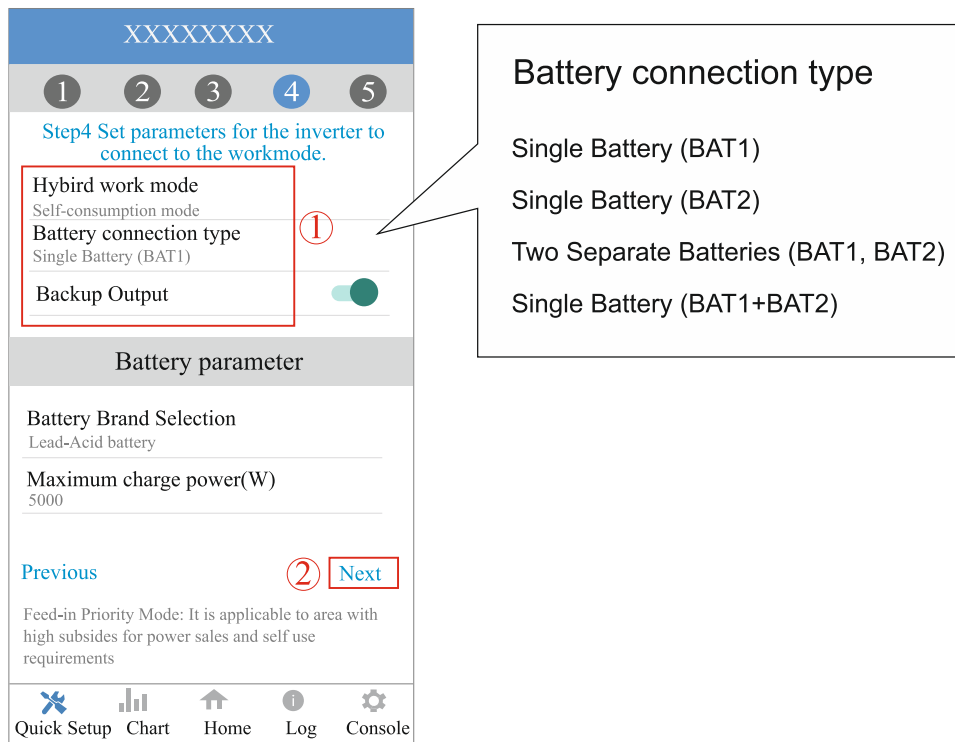 XXXXXXXX
1 2 3 4 5
Step4 Set parameters for the inverter to
connect to the workmode.
Hybird work mode
Self-consumption mode
Battery connection type
Single Battery (BAT1)
Backup Output
①
Battery parameter
Battery Brand Selection
Lead-Acid battery
Maximum charge power(W)
5000
Previous ② Next
Feed-in Priority Mode: It is applicable to area with
high subsides for power sales and self use
requirements
Quick Setup Chart Home Log Console
Battery connection type
Single Battery (BAT1)
Single Battery (BAT2)
Two Separate Batteries (BAT1, BAT2)
Single Battery (BAT1+BAT2)